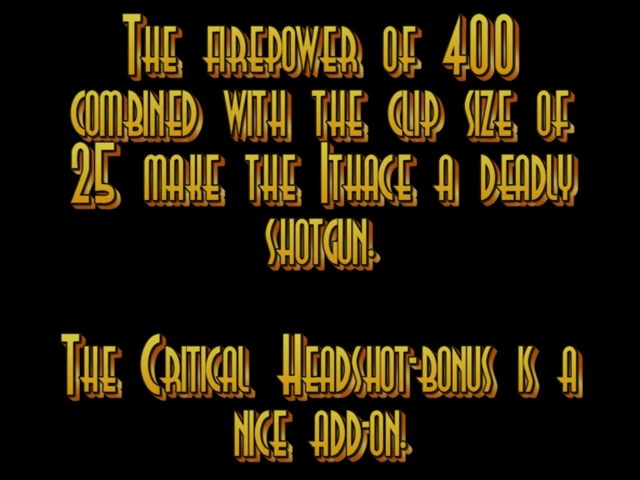 The firepower of 400
combined with the clip size of
25 make the Ithace a deadly
shotgun.
The Critical Headshot-bonus is a
nice add-on.